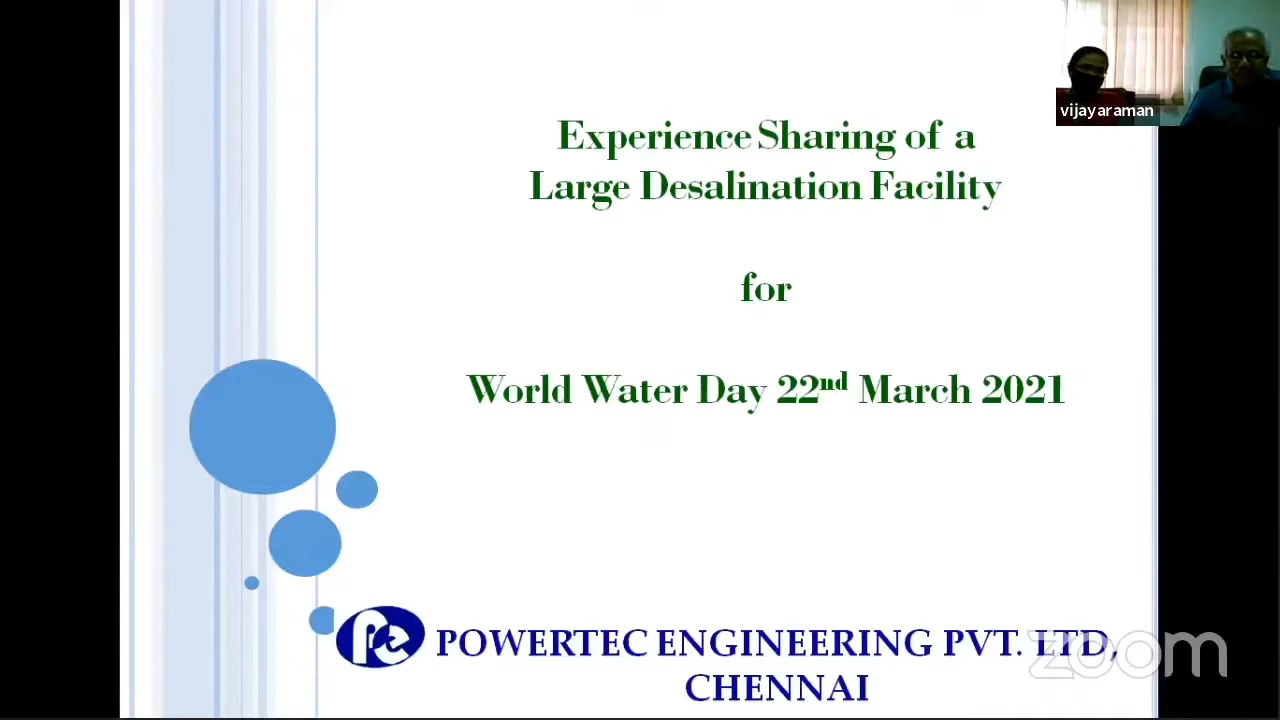 vijayaraman
Experience Sharing of a
Large Desalination Facility
for
World Water Day 22nd March 2021
Pe
POWERTEC ENGINEERING PVT. LTD,
CHENNAI
zoom